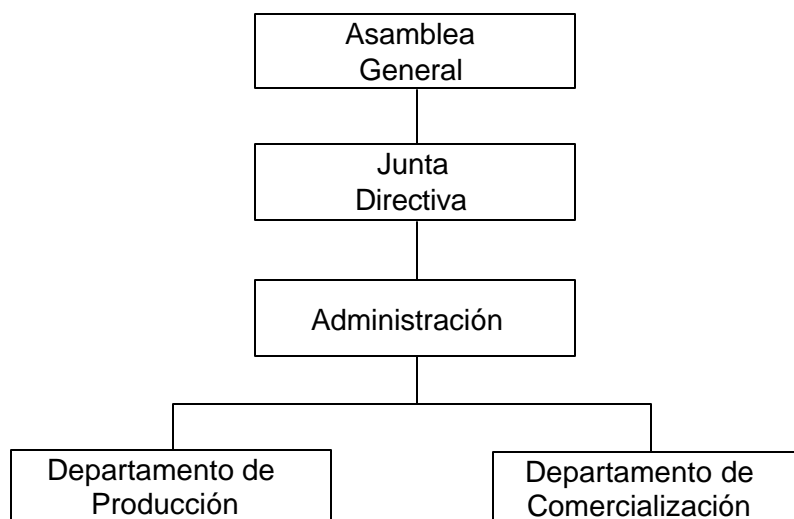 Asamblea
General
Junta
Directiva
Administración
Departamento de
Producción
Departamento de
Comercialización